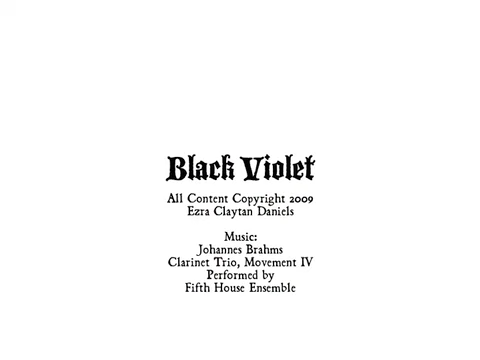 Black Violet
All Content Copyright 2009
Ezra Claytan Daniels
Music:
Johannes Brahms
Clarinet Trio, Movement IV
Performed by
Fifth House Ensemble